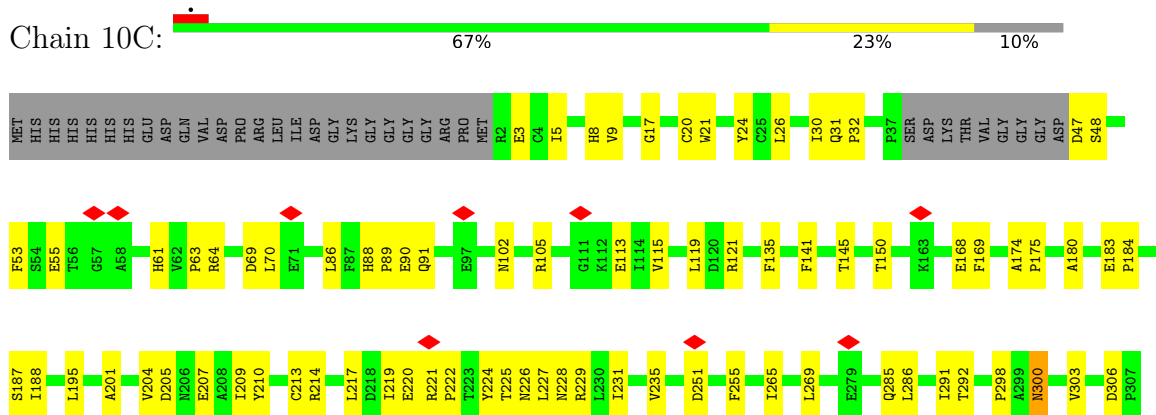 Chain 10C:
67% 23% 10%
MET HIS HIS HIS HIS HIS HIS HIS HIS GLU ASP GLN VAL ASP PRO ARG LEU ILE ASP GLY LYS GLY GLY GLY GLY GLY ARG PRO MET R2 E3 C4 I5 H8 V9 G17 C20 W21 Y24 C25 L26 I30 Q31 P32 P37 SER ASP LYS THR VAL GLY GLY GLY ASP D47 S48
F53 S54 E55 T56 G57 A58 H61 V62 P63 R64 D69 L70 E71 L86 F87 H88 P89 E90 Q91 E97 N102 R105 G111 K112 E113 I114 V115 L119 D120 R121 F135 F141 T145 T150 K163 E168 F169 A174 P175 A180 E183 P184
S187 I188 L195 A201 V204 D205 N206 E207 A208 I209 Y210 C213 R214 L217 D218 I219 E220 R221 P222 T223 Y224 T225 N226 L227 N228 R229 L230 I231 V235 D251 F255 I265 L269 E279 Q285 L286 I291 T292 P298 A299 N300 V303 D306 P307